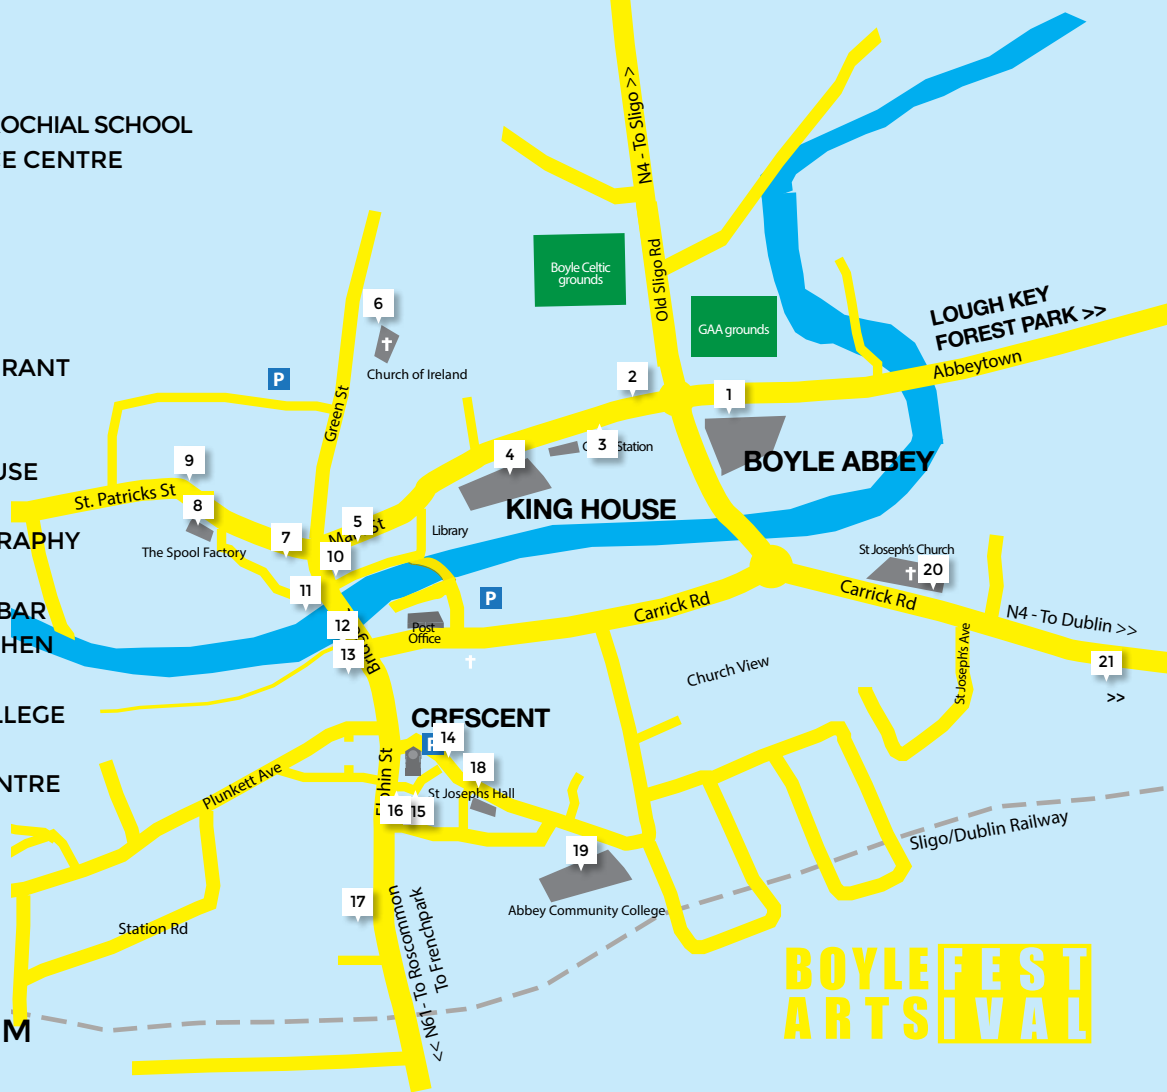 OCHIAL SCHOOL
E CENTRE
RANT
USE
RAPHY
BAR
HEN
LLEGE
NTRE
M
N4 - To Sligo >>
Old Sligo Rd
Boyle Celtic
grounds
GAA grounds
LOUGH KEY
FOREST PARK >>
Abbeytown
6
Church of Ireland
P
Green St
2
1
3
Station
4
BOYLE ABBEY
KING HOUSE
9
St. Patricks St
8
The Spool Factory
7
5
Main St
10
Library
11
12
13
P
Post
Office
Carrick Rd
St Joseph's Church
20
Carrick Rd
N4 - To Dublin >>
21
>>
St Joseph's Ave
Church View
CRESCENT
P
14
18
St Josephs Hall
Plunkett Ave
16
15
19
Abbey Community College
17
Station Rd
<< N61 - To Roscommon
To Frenchpark
Sligo/Dublin Railway
BOYLE FEST
ARTS IVAL